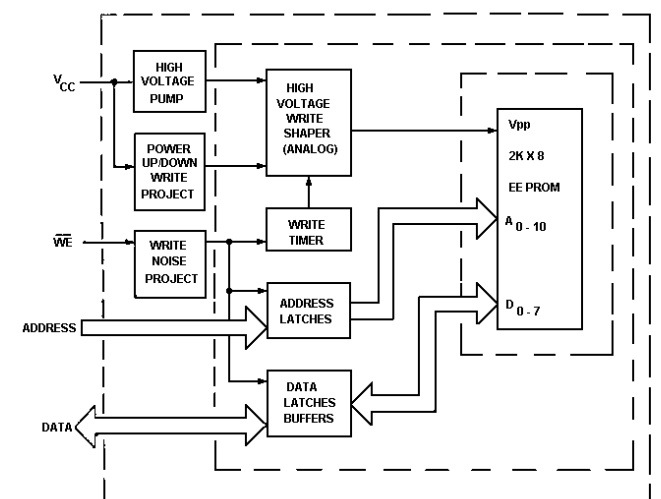 V CC
HIGH
VOLTAGE
PUMP
HIGH
VOLTAGE
WRITE
SHAPER
(ANALOG)
Vpp
2K X 8
EE PROM
A 0 - 10
D 0 - 7
POWER
UP/DOWN
WRITE
PROJECT
WE
WRITE
NOISE
PROJECT
WRITE
TIMER
ADDRESS
ADDRESS
LATCHES
DATA
DATA
LATCHES
BUFFERS